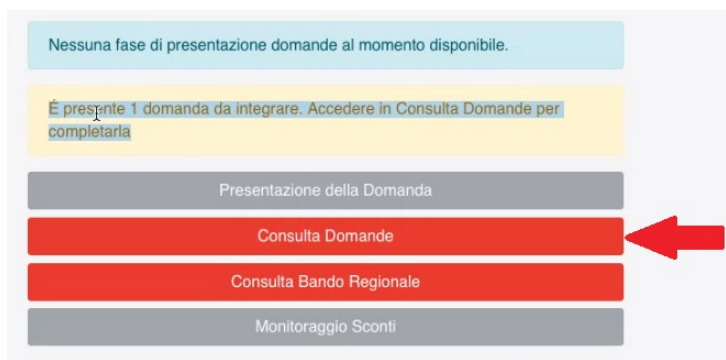 Nessuna fase di presentazione domande al momento disponibile.
É presente 1 domanda da integrare. Accedere in Consulta Domande per
completarla
Presentazione della Domanda
Consulta Domande
Consulta Bando Regionale
Monitoraggio Sconti